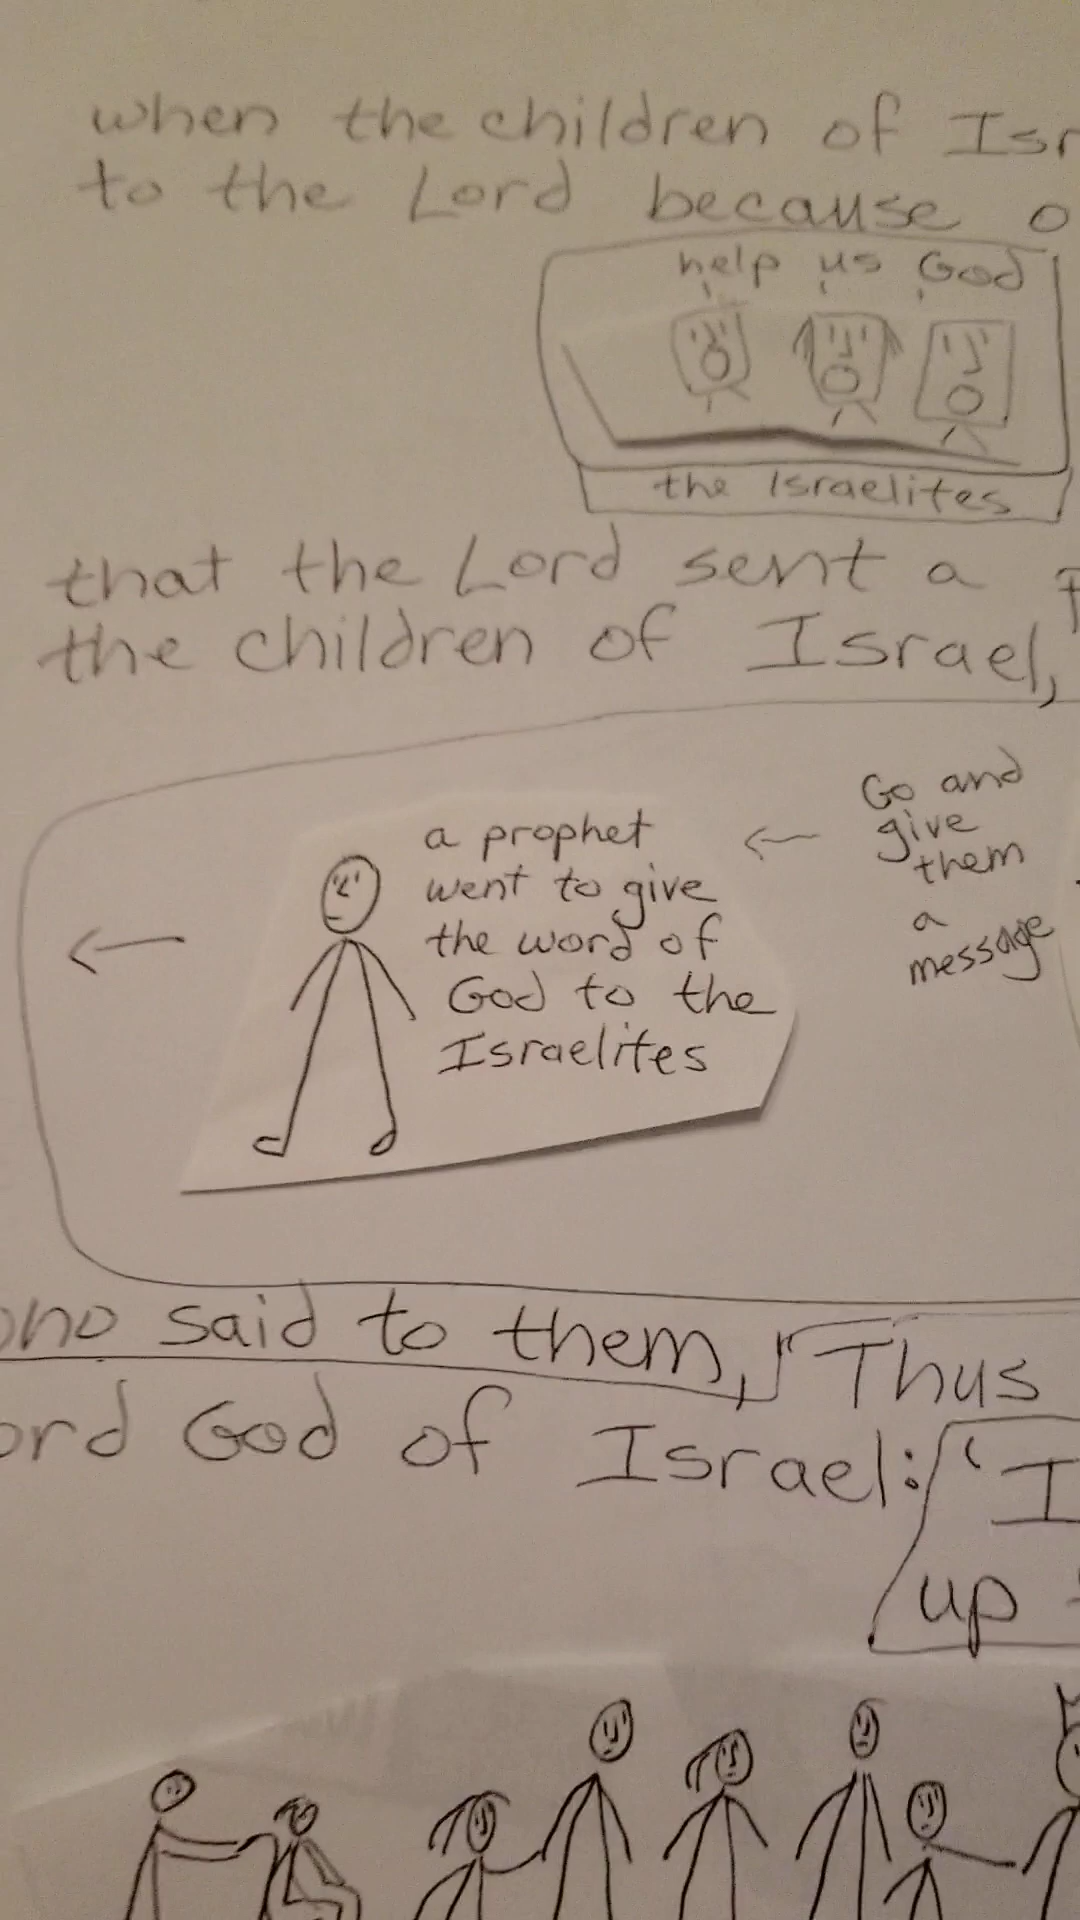 when the children of Isr
to the Lord because o
help us God
the Israelites
that the Lord sent a
the children of Israel,
a prophet
went to give
the word of
God to the
Israelites
Go and
give
them
a
message
who said to them, Thus
ord God of Israel: 'I
up